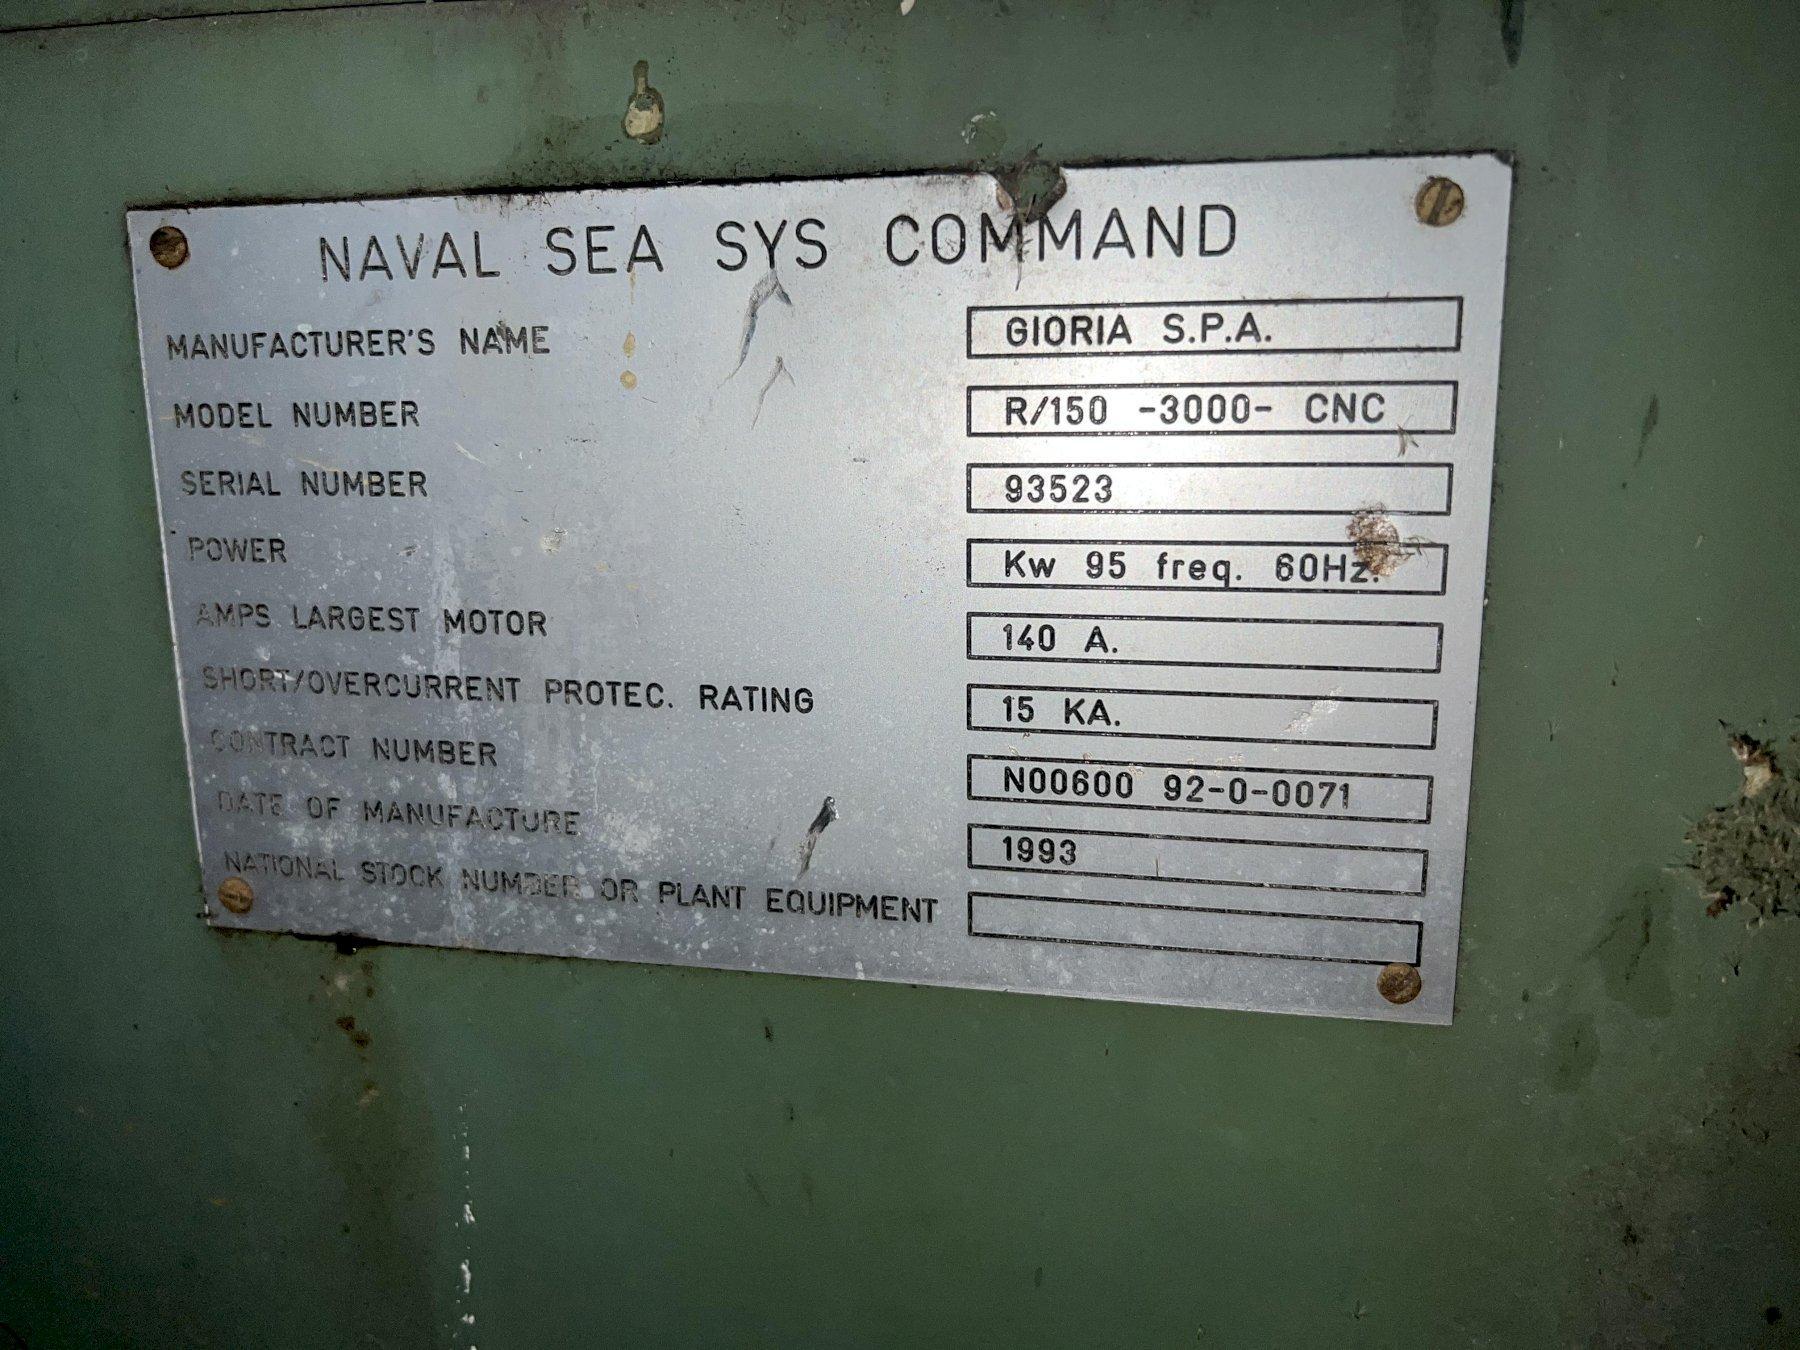 NAVAL SEA SYS COMMAND
MANUFACTURER'S NAME GIORIA S.P.A.
MODEL NUMBER R/150 -3000- CNC
SERIAL NUMBER 93523
POWER Kw 95 freq. 60Hz.
AMPS LARGEST MOTOR 140 A.
SHORT/OVERCURRENT PROTEC. RATING 15 KA.
CONTRACT NUMBER N00600 92-0-0071
DATE OF MANUFACTURE 1993
NATIONAL STOCK NUMBER OR PLANT EQUIPMENT